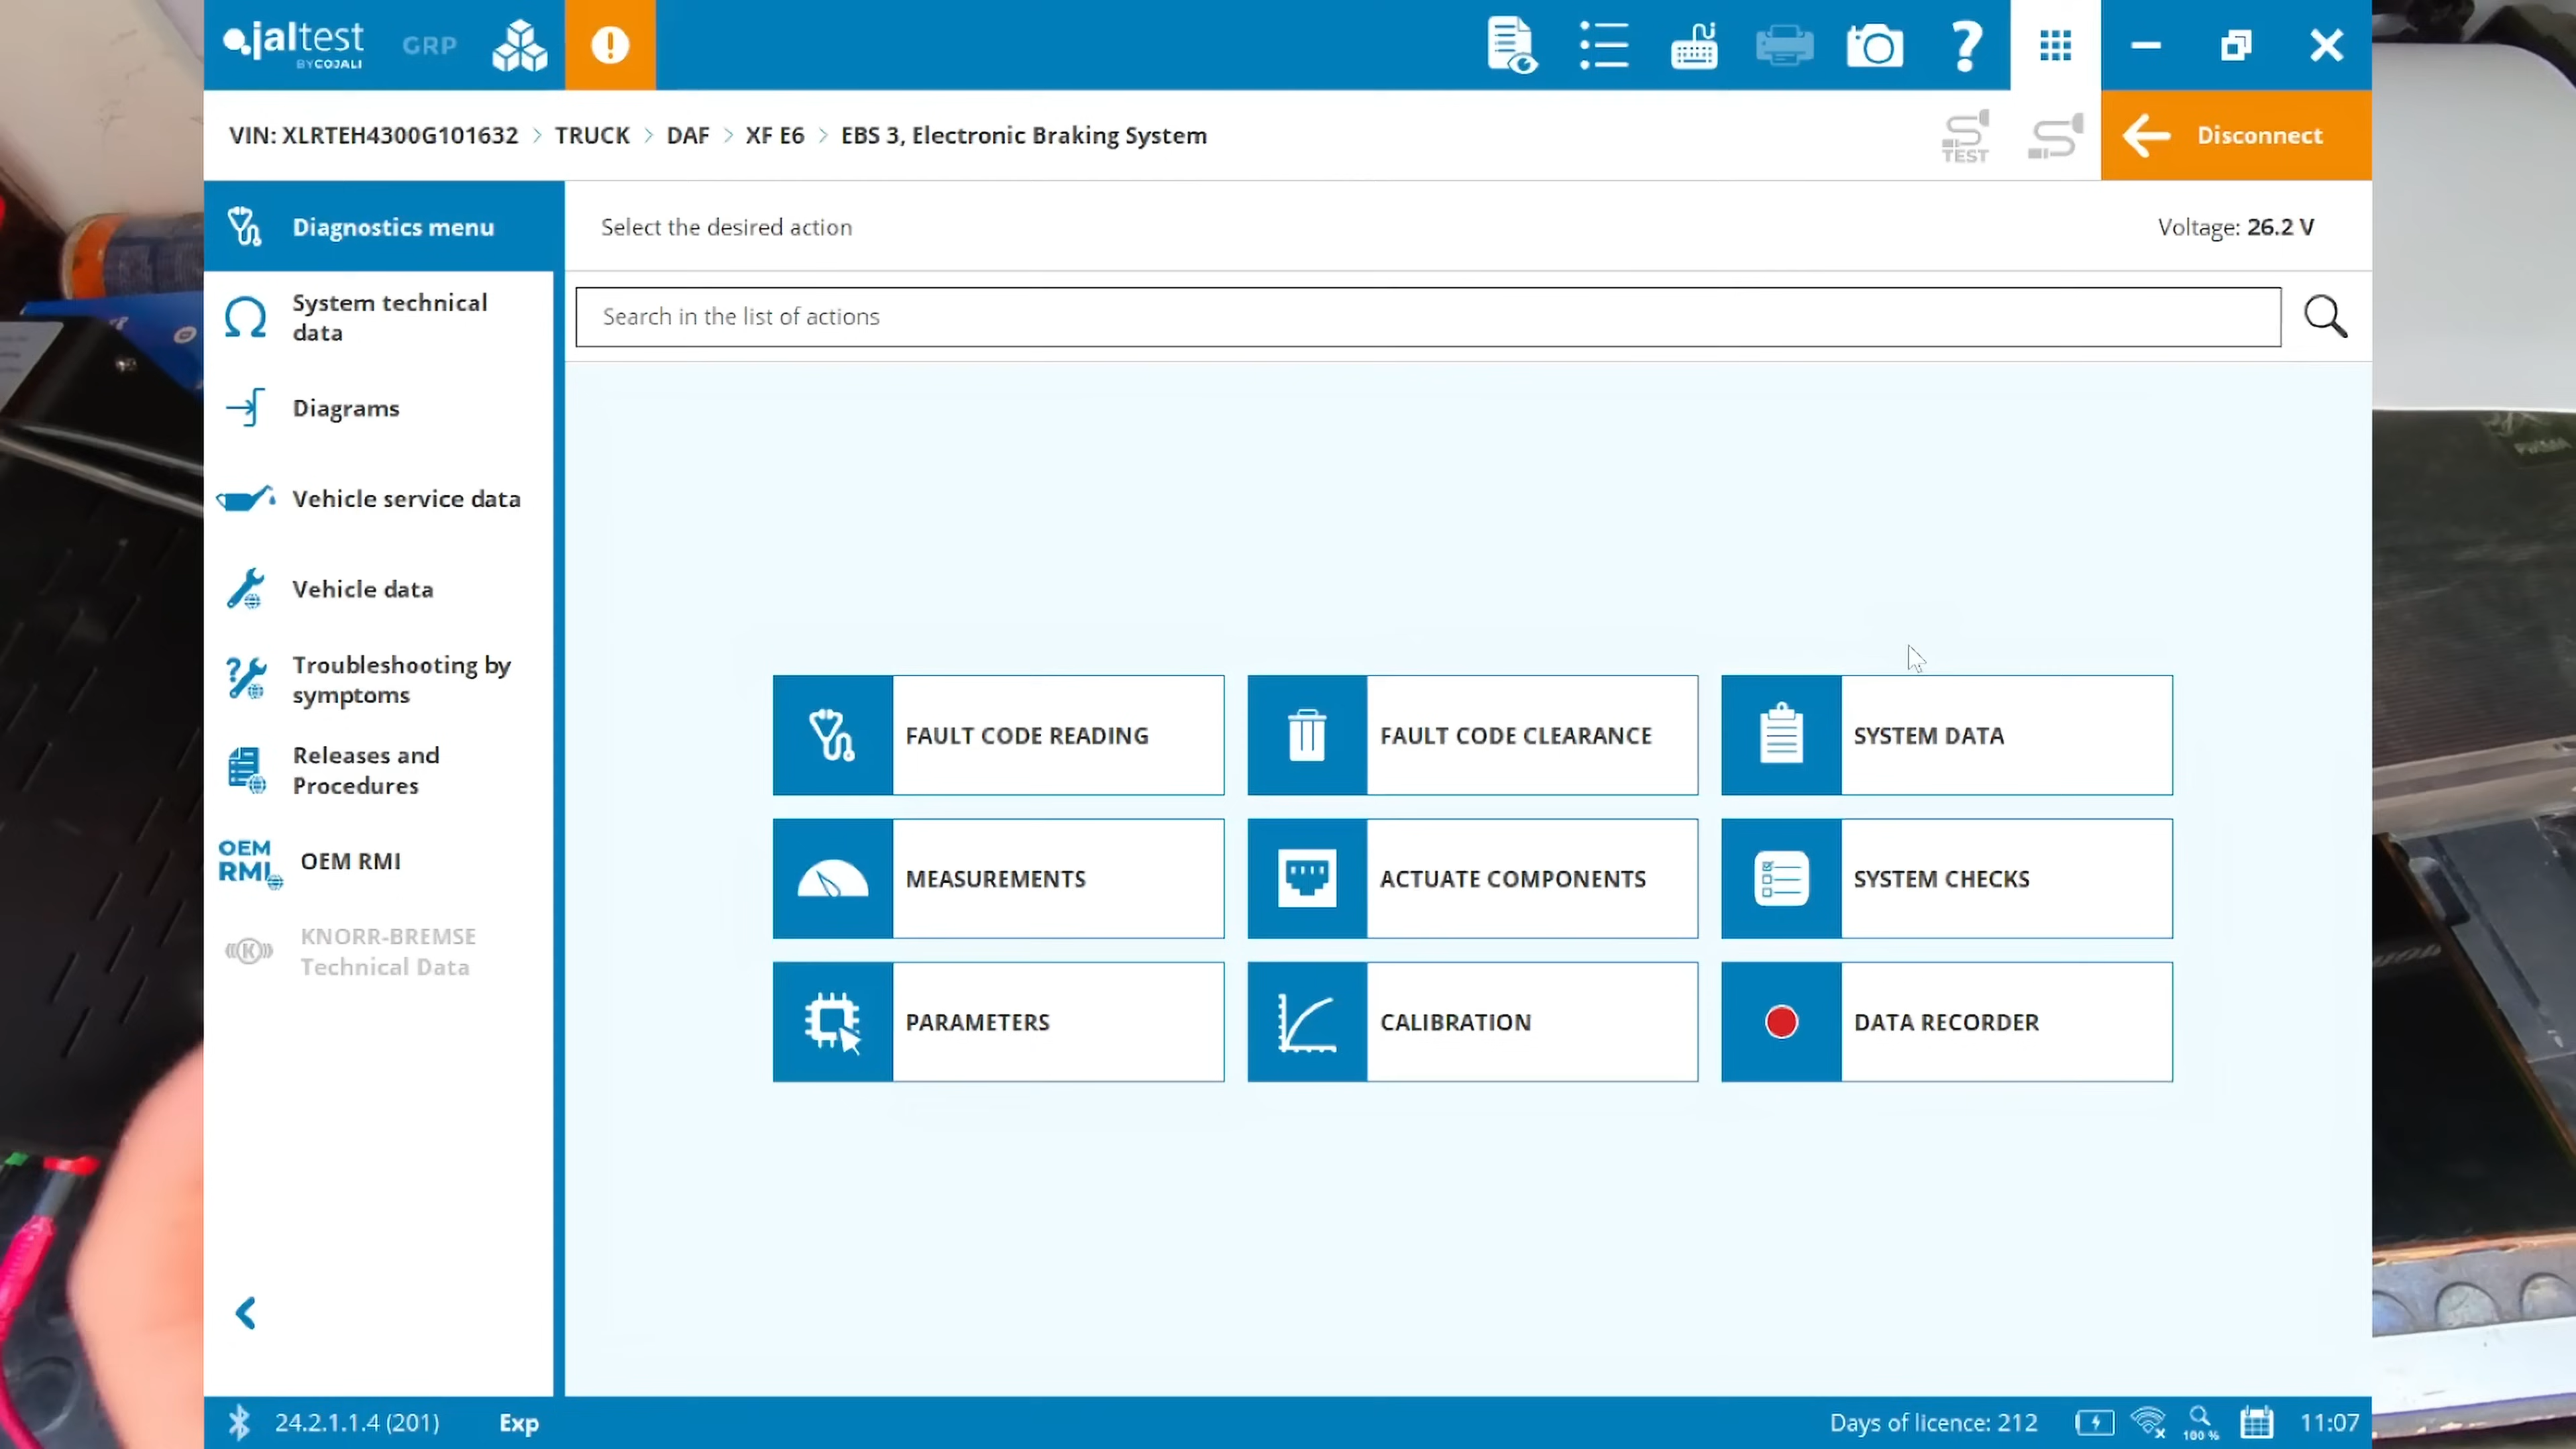 jaltest
BY COJALI
GRP
VIN: XLRTEH4300G101632 > TRUCK > DAF > XF E6 > EBS 3, Electronic Braking System
TEST
Disconnect
Diagnostics menu
Select the desired action
Voltage: 26.2 V
System technical
data
Search in the list of actions
Diagrams
Vehicle service data
Vehicle data
Troubleshooting by
symptoms
Releases and
Procedures
OEM
RMI
OEM RMI
KNORR-BREMSE
Technical Data
FAULT CODE READING
FAULT CODE CLEARANCE
SYSTEM DATA
MEASUREMENTS
ACTUATE COMPONENTS
SYSTEM CHECKS
PARAMETERS
CALIBRATION
DATA RECORDER
24.2.1.1.4 (201)
Exp
Days of licence: 212
100 %
11:07